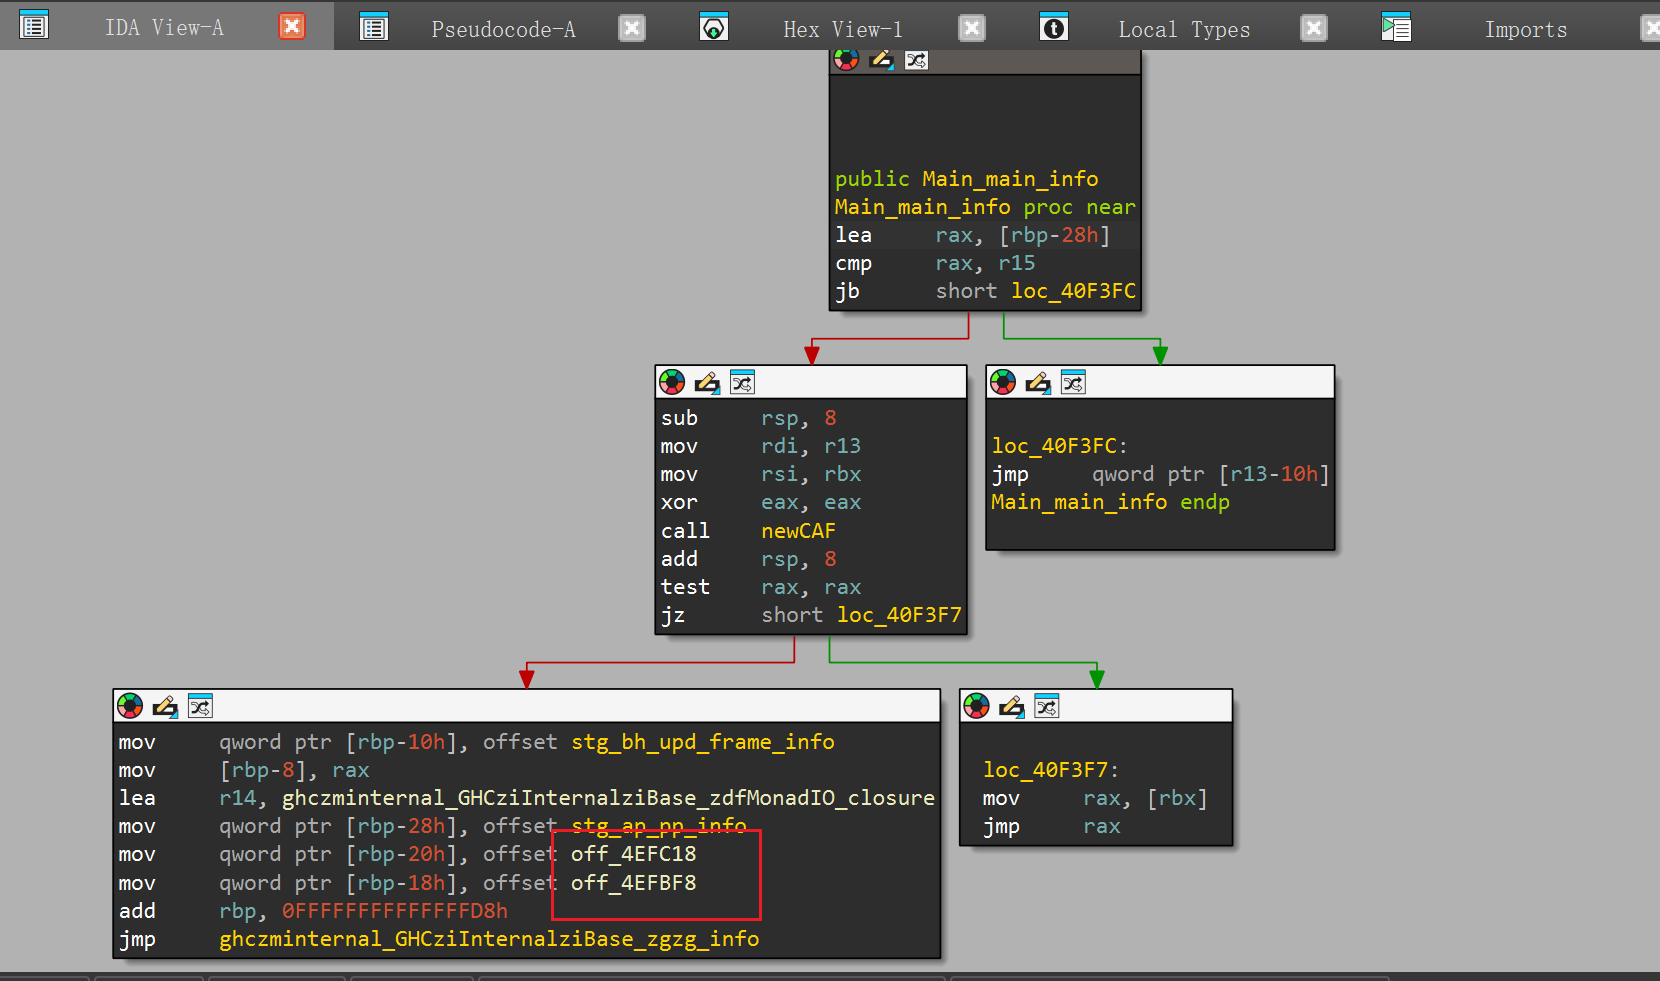 IDA View-A Pseudocode-A Hex View-1 Local Types Imports
public Main_main_info
Main_main_info proc near
lea rax, [rbp-28h]
cmp rax, r15
jb short loc_40F3FC
sub rsp, 8
mov rdi, r13
mov rsi, rbx
xor eax, eax
call newCAF
add rsp, 8
test rax, rax
jz short loc_40F3F7
loc_40F3FC:
jmp qword ptr [r13-10h]
Main_main_info endp
mov qword ptr [rbp-10h], offset stg_bh_upd_frame_info
mov [rbp-8], rax
lea r14, ghczminternal_GHCziInternalziBase_zdfMonadIO_closure
mov qword ptr [rbp-28h], offset stg_ap_pp_info
mov qword ptr [rbp-20h], offset off_4EFC18
mov qword ptr [rbp-18h], offset off_4EFBF8
add rbp, 0FFFFFFFFFFFFFFD8h
jmp ghczminternal_GHCziInternalziBase_zgzg_info
loc_40F3F7:
mov rax, [rbx]
jmp rax